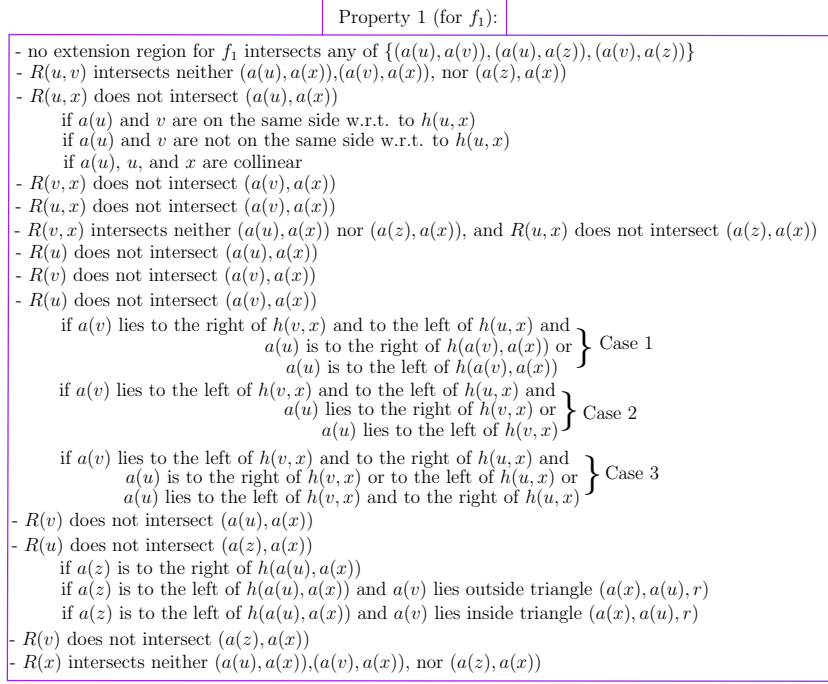 Property 1 (for f₁):
- no extension region for f₁ intersects any of {(a(u), a(v)), (a(u), a(z)), (a(v), a(z))}
- R(u, v) intersects neither (a(u), a(x)),(a(v), a(x)), nor (a(z), a(x))
- R(u, x) does not intersect (a(u), a(x))
if a(u) and v are on the same side w.r.t. to h(u, x)
if a(u) and v are not on the same side w.r.t. to h(u, x)
if a(u), u, and x are collinear
- R(v, x) does not intersect (a(v), a(x))
- R(u, x) does not intersect (a(v), a(x))
- R(v, x) intersects neither (a(u), a(x)) nor (a(z), a(x)), and R(u, x) does not intersect (a(z), a(x))
- R(u) does not intersect (a(u), a(x))
- R(v) does not intersect (a(v), a(x))
- R(u) does not intersect (a(v), a(x))
if a(v) lies to the right of h(v, x) and to the left of h(u, x) and
a(u) is to the right of h(a(v), a(x)) or } Case 1
a(u) is to the left of h(a(v), a(x))
if a(v) lies to the left of h(v, x) and to the left of h(u, x) and
a(u) lies to the right of h(v, x) or } Case 2
a(u) lies to the left of h(v, x)
if a(v) lies to the left of h(v, x) and to the right of h(u, x) and
a(u) is to the right of h(v, x) or to the left of h(u, x) or } Case 3
a(u) lies to the left of h(v, x) and to the right of h(u, x)
- R(v) does not intersect (a(u), a(x))
- R(u) does not intersect (a(z), a(x))
if a(z) is to the right of h(a(u), a(x))
if a(z) is to the left of h(a(u), a(x)) and a(v) lies outside triangle (a(x), a(u), r)
if a(z) is to the left of h(a(u), a(x)) and a(v) lies inside triangle (a(x), a(u), r)
- R(v) does not intersect (a(z), a(x))
- R(x) intersects neither (a(u), a(x)),(a(v), a(x)), nor (a(z), a(x))